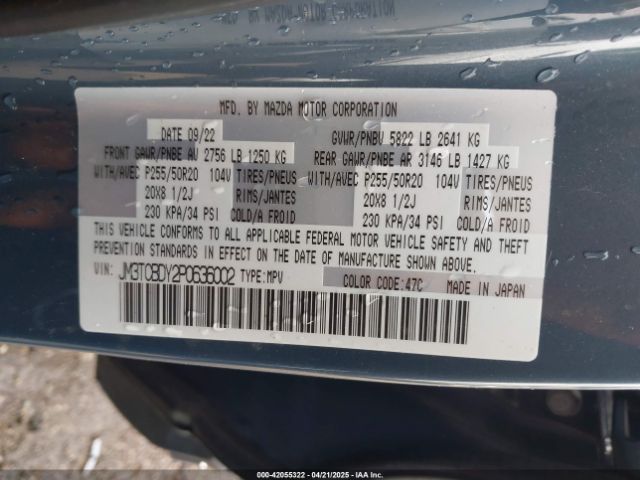 MFD. BY MAZDA MOTOR CORPORATION
DATE 09/22 GVWR/PNBV 5822 LB 2641 KG
FRONT GAWR/PNBE AV 2756 LB 1250 KG REAR GAWR/PNBE AR 3146 LB 1427 KG
WITH/AVEC P255/50R20 104V TIRES/PNEUS WITH/AVEC P255/50R20 104V TIRES/PNEUS
20X8 1/2J RIMS/JANTES 20X8 1/2J RIMS/JANTES
230 KPA/34 PSI COLD/A FROID 230 KPA/34 PSI COLD/A FROID
THIS VEHICLE CONFORMS TO ALL APPLICABLE FEDERAL MOTOR VEHICLE SAFETY AND THEFT
PREVENTION STANDARDS IN EFFECT ON THE DATE OF MANUFACTURE SHOWN ABOVE.
VIN: JM3TCBDY2P0636002 TYPE:MPV COLOR CODE:47C MADE IN JAPAN
000-42055322 - 04/21/2025 - IAA Inc.